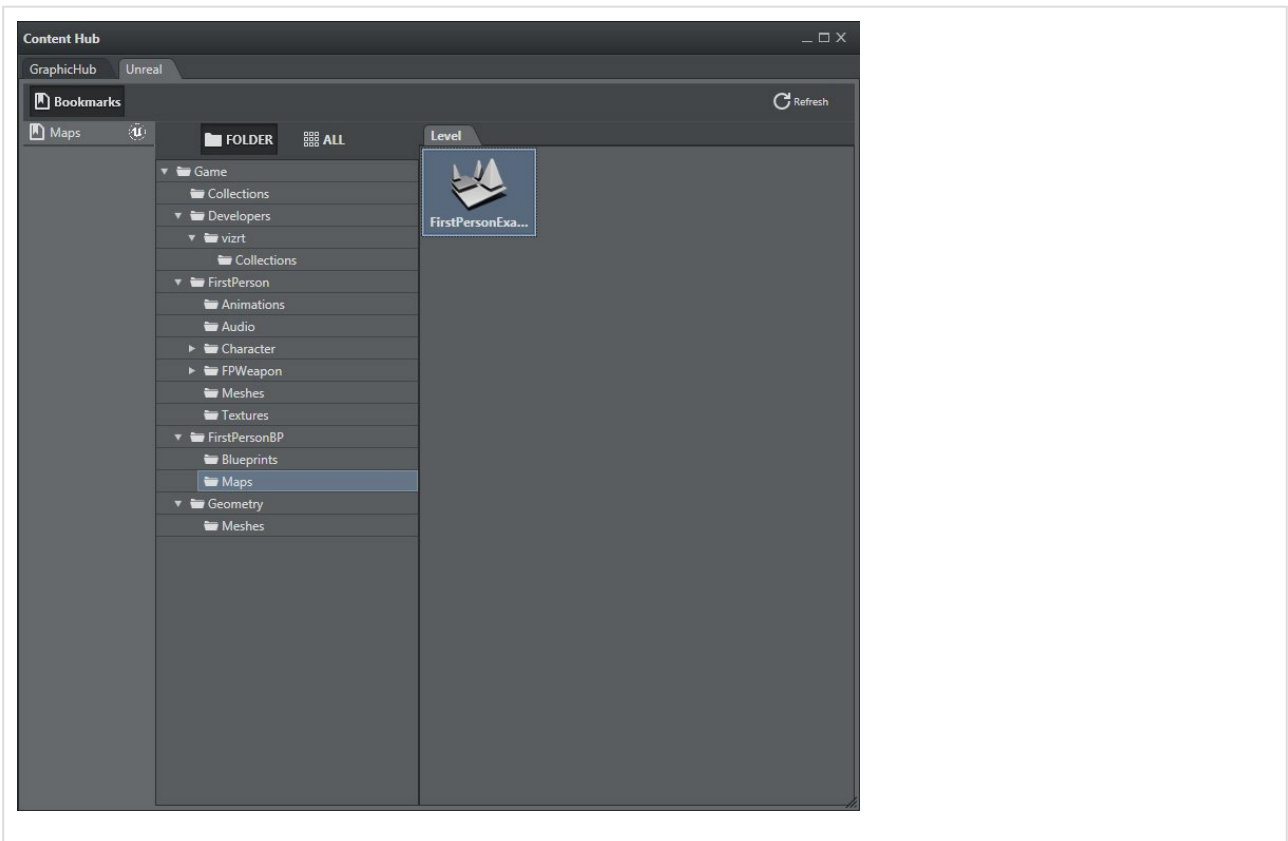 Content Hub
GraphicHub Unreal
Bookmarks Refresh
Maps
FOLDER ALL
Level
Game
Collections
Developers
vizrt
Collections
FirstPerson
Animations
Audio
Character
FPWeapon
Meshes
Textures
FirstPersonBP
Blueprints
Maps
Geometry
Meshes
FirstPersonExa...